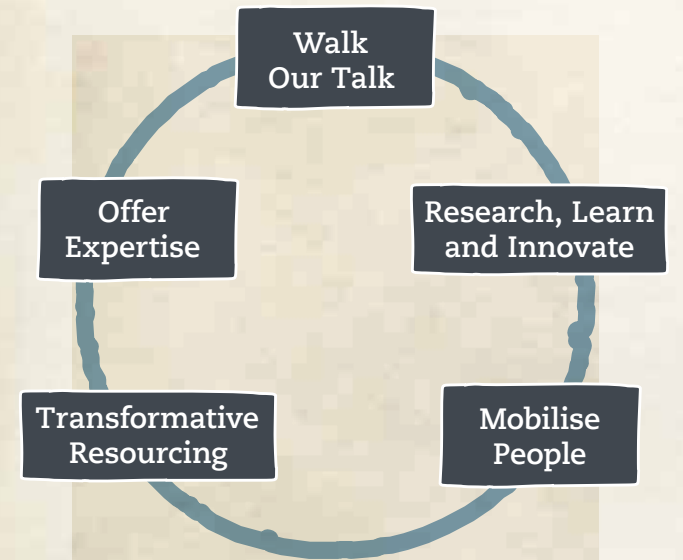 Walk
Our Talk
Offer
Expertise
Research, Learn
and Innovate
Transformative
Resourcing
Mobilise
People